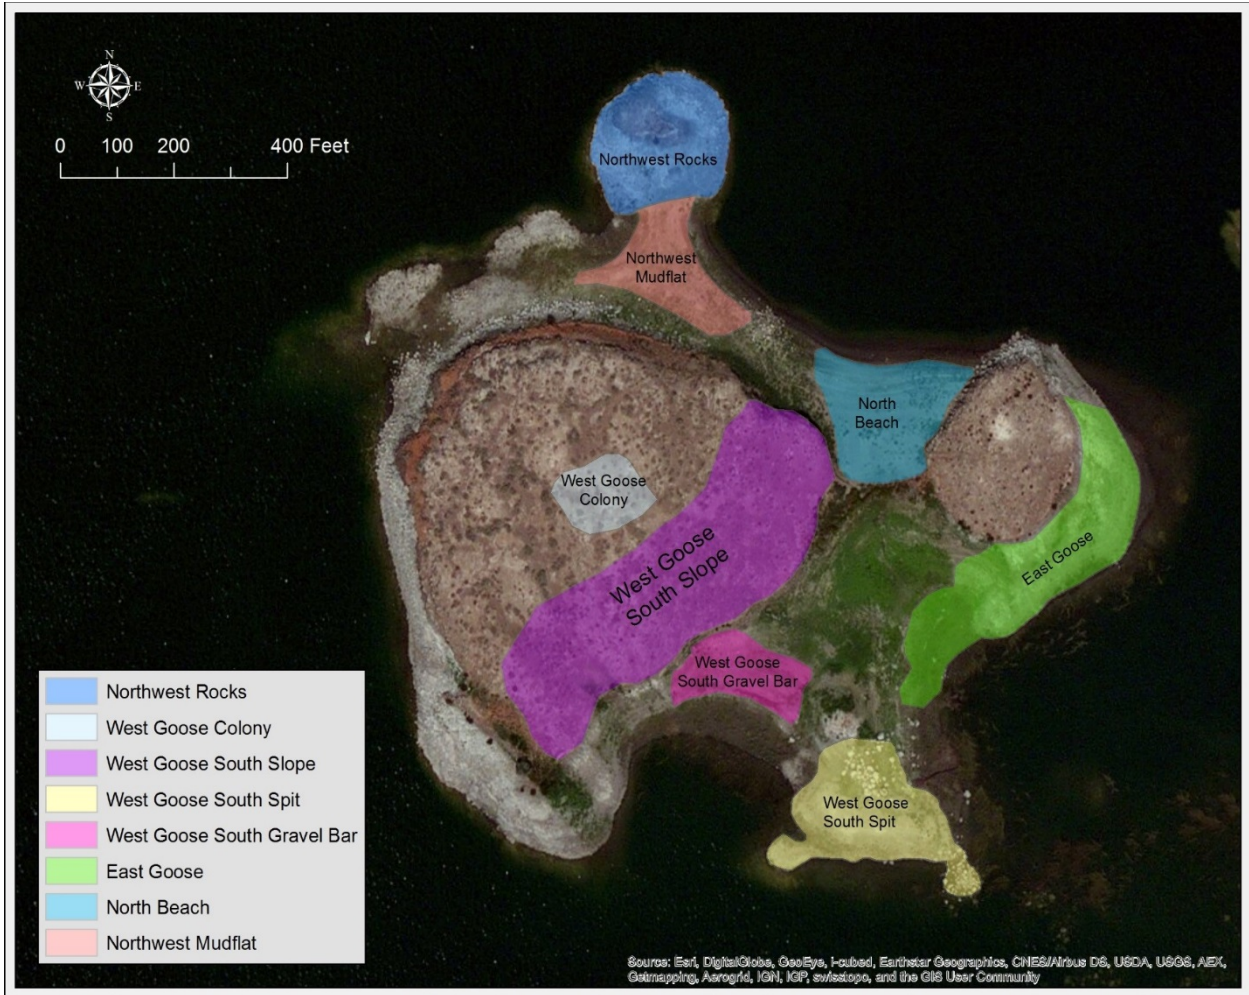 N
W E
S
0 100 200 400 Feet
Northwest Rocks
Northwest
Mudflat
North
Beach
West Goose
Colony
West Goose
South Slope
East Goose
West Goose
South Gravel Bar
West Goose
South Spit
Northwest Rocks
West Goose Colony
West Goose South Slope
West Goose South Spit
West Goose South Gravel Bar
East Goose
North Beach
Northwest Mudflat
Source: Esri, DigitalGlobe, GeoEye, i-cubed, Earthstar Geographics, CNES/Airbus DS, USDA, USGS, AEX,
Getmapping, Aerogrid, IGN, IGP, swisstopo, and the GIS User Community